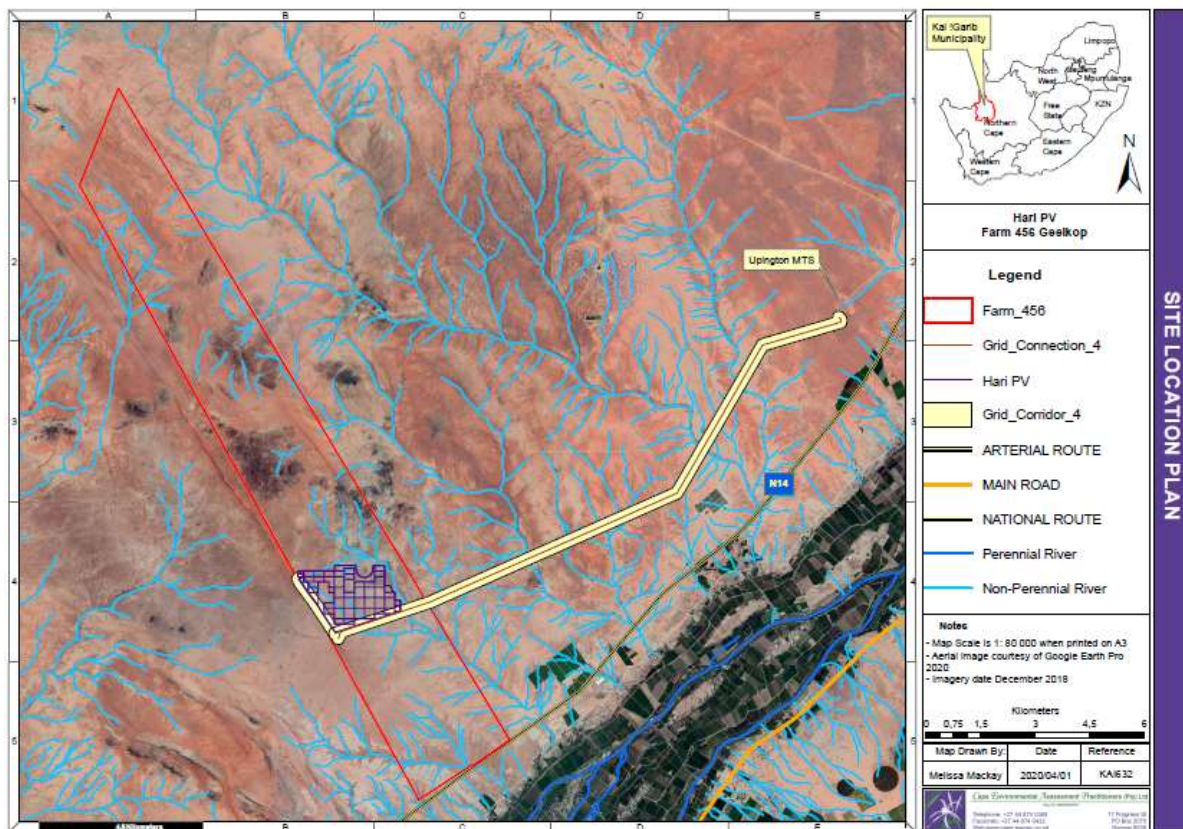 A B C D E
1
2
3
4
5
Upington MTS
N14
Kai !Garib
Municipality
Limpopo
North
West
Mpumulanga
Free
State
KZN
Northern
Cape
Eastern
Cape
Western
Cape
N
Hari PV
Farm 456 Geelkop
Legend
Farm_456
Grid_Connection_4
Hari PV
Grid_Corridor_4
ARTERIAL ROUTE
MAIN ROAD
NATIONAL ROUTE
Perennial River
Non-Perennial River
Notes
- Map Scale is 1: 80 000 when printed on A3
- Aerial Image courtesy of Google Earth Pro
2020
- Imagery date December 2018
Kilometers
0 0,75 1,5 3 4,5 6
Map Drawn By: Date Reference
Melissa Mackay 2020/04/01 KAI632
Cape Environmental Assessment Practitioners (Pty) Ltd
SITE LOCATION PLAN